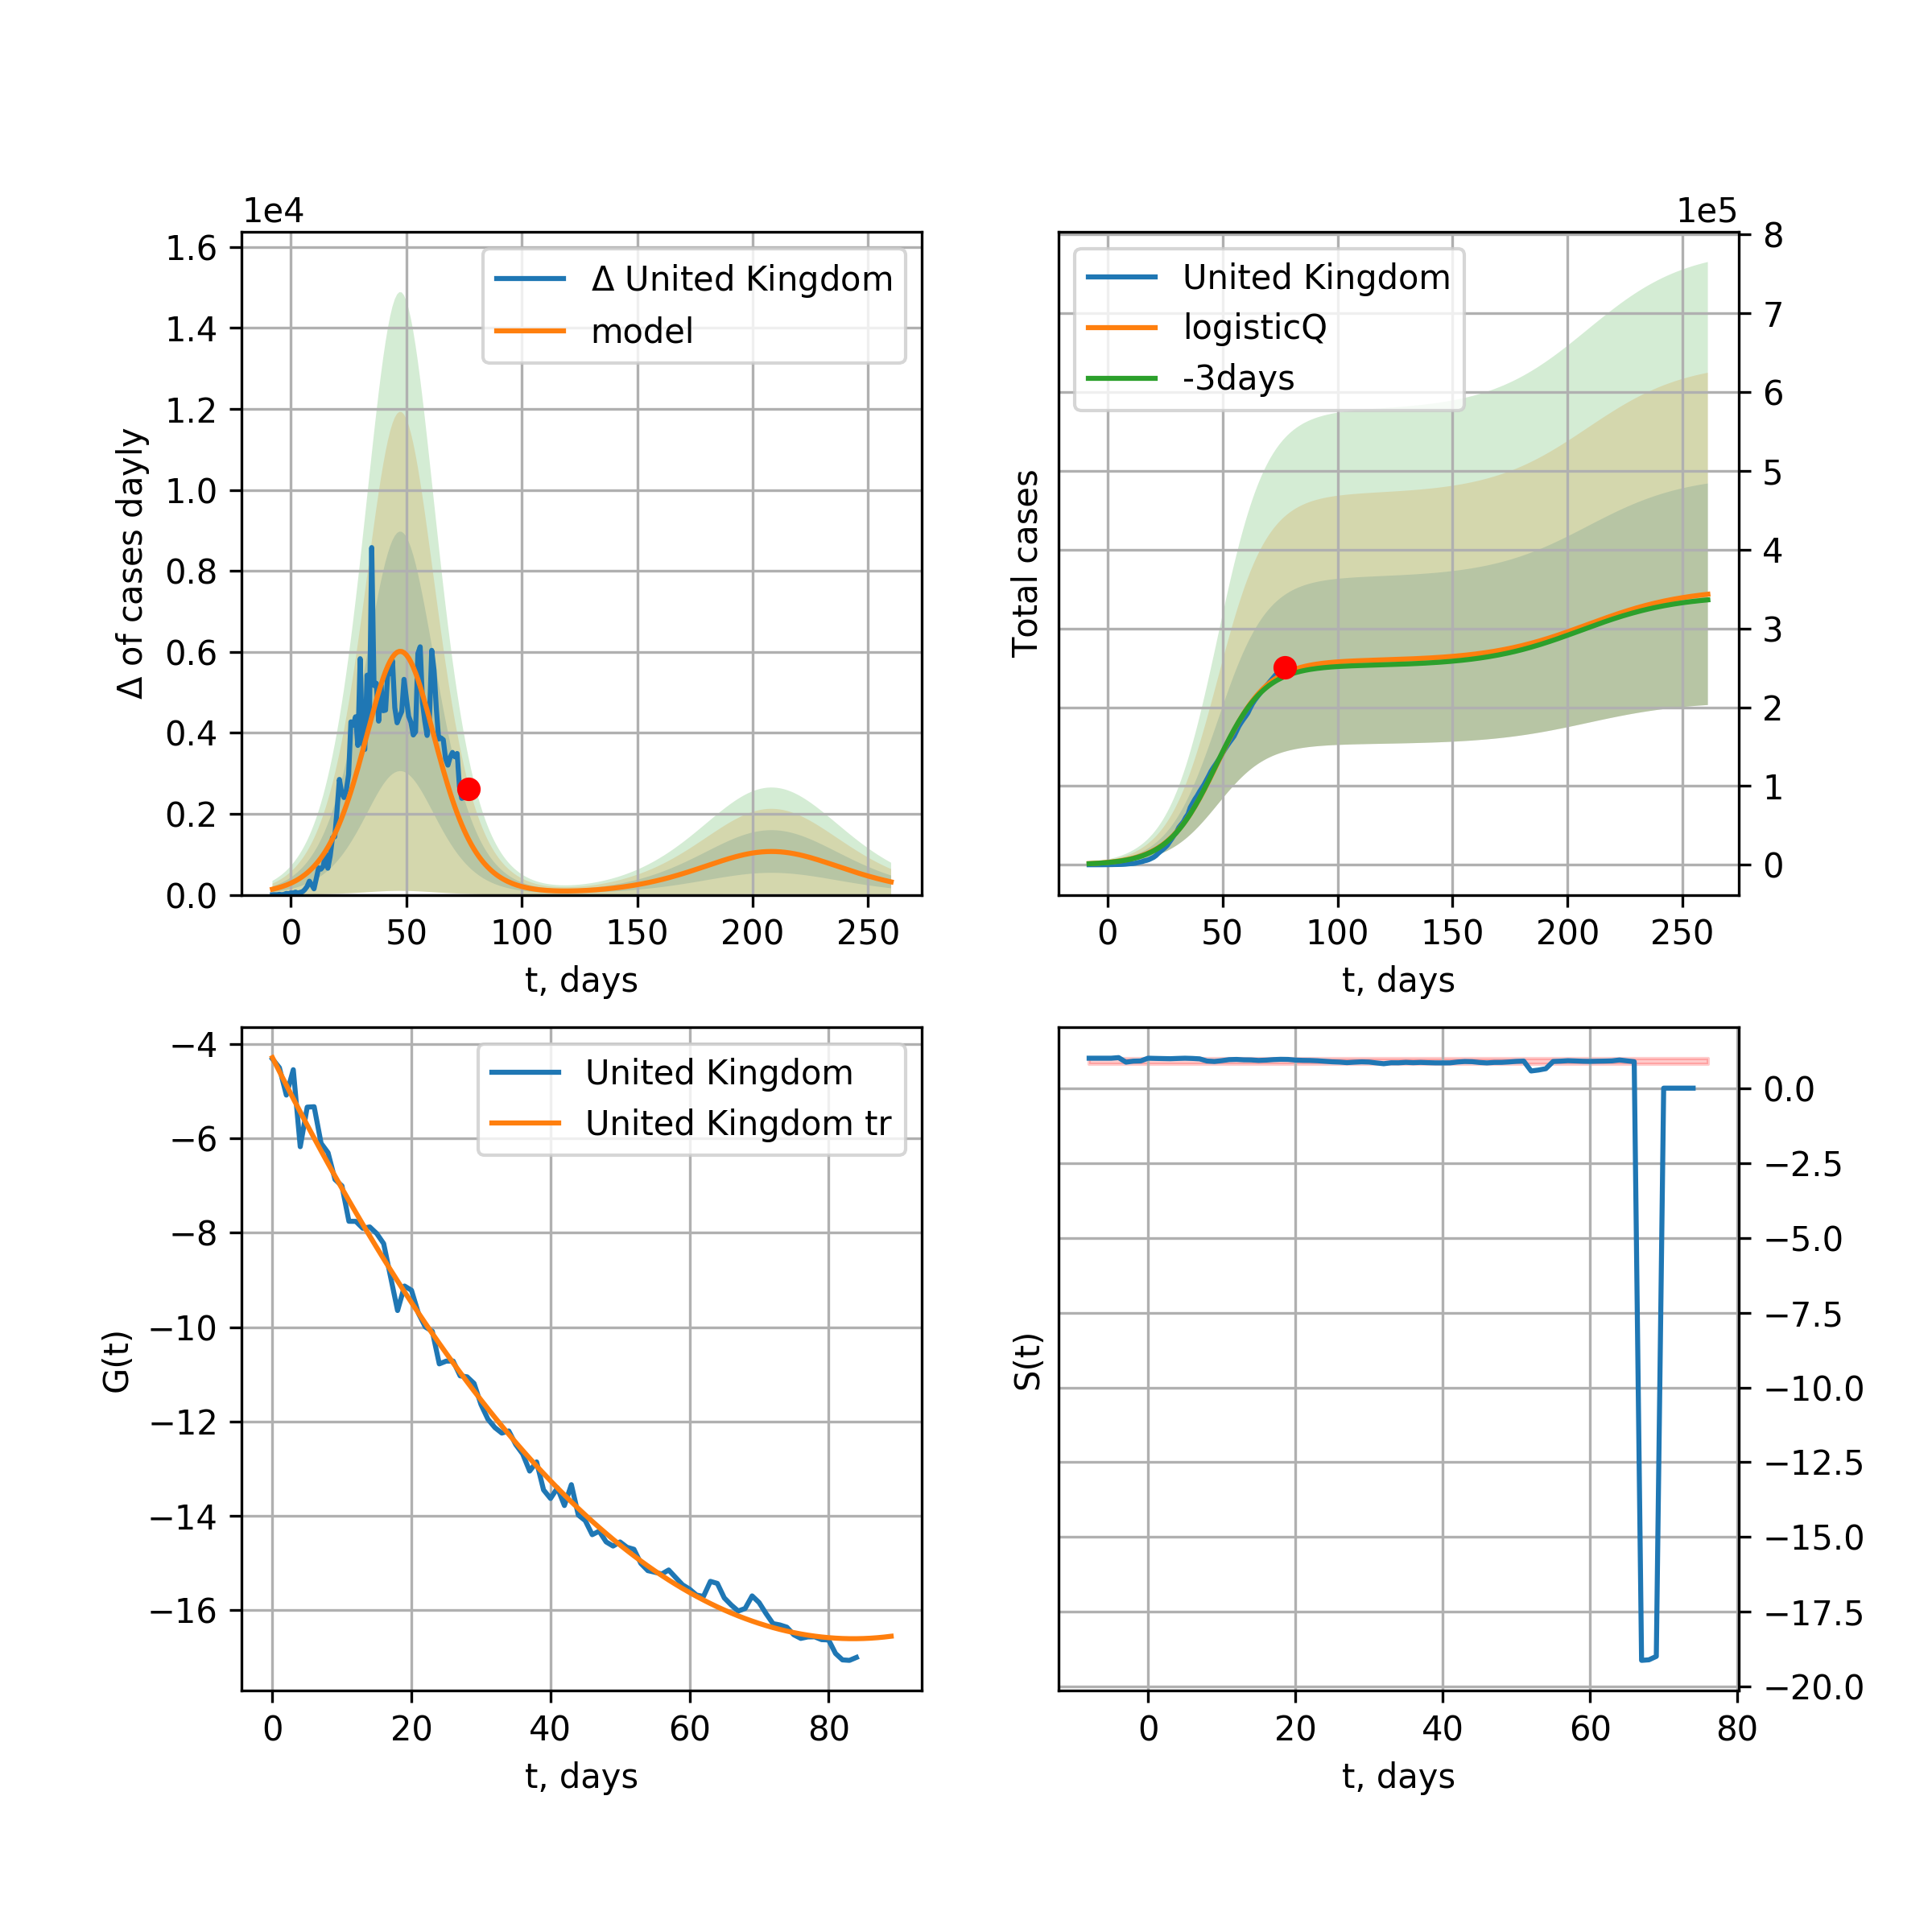 1e4
1.6
1.4
1.2
1.0
0.8
0.6
0.4
0.2
0.0
Δ of cases dayly
Δ United Kingdom
model
0 50 100 150 200 250
t, days
1e5
8
7
6
5
4
3
2
1
0
Total cases
United Kingdom
logisticQ
-3days
0 50 100 150 200 250
t, days
−4
−6
−8
−10
−12
−14
−16
G(t)
United Kingdom
United Kingdom tr
0 20 40 60 80
t, days
S(t)
0.0
−2.5
−5.0
−7.5
−10.0
−12.5
−15.0
−17.5
−20.0
0 20 40 60 80
t, days